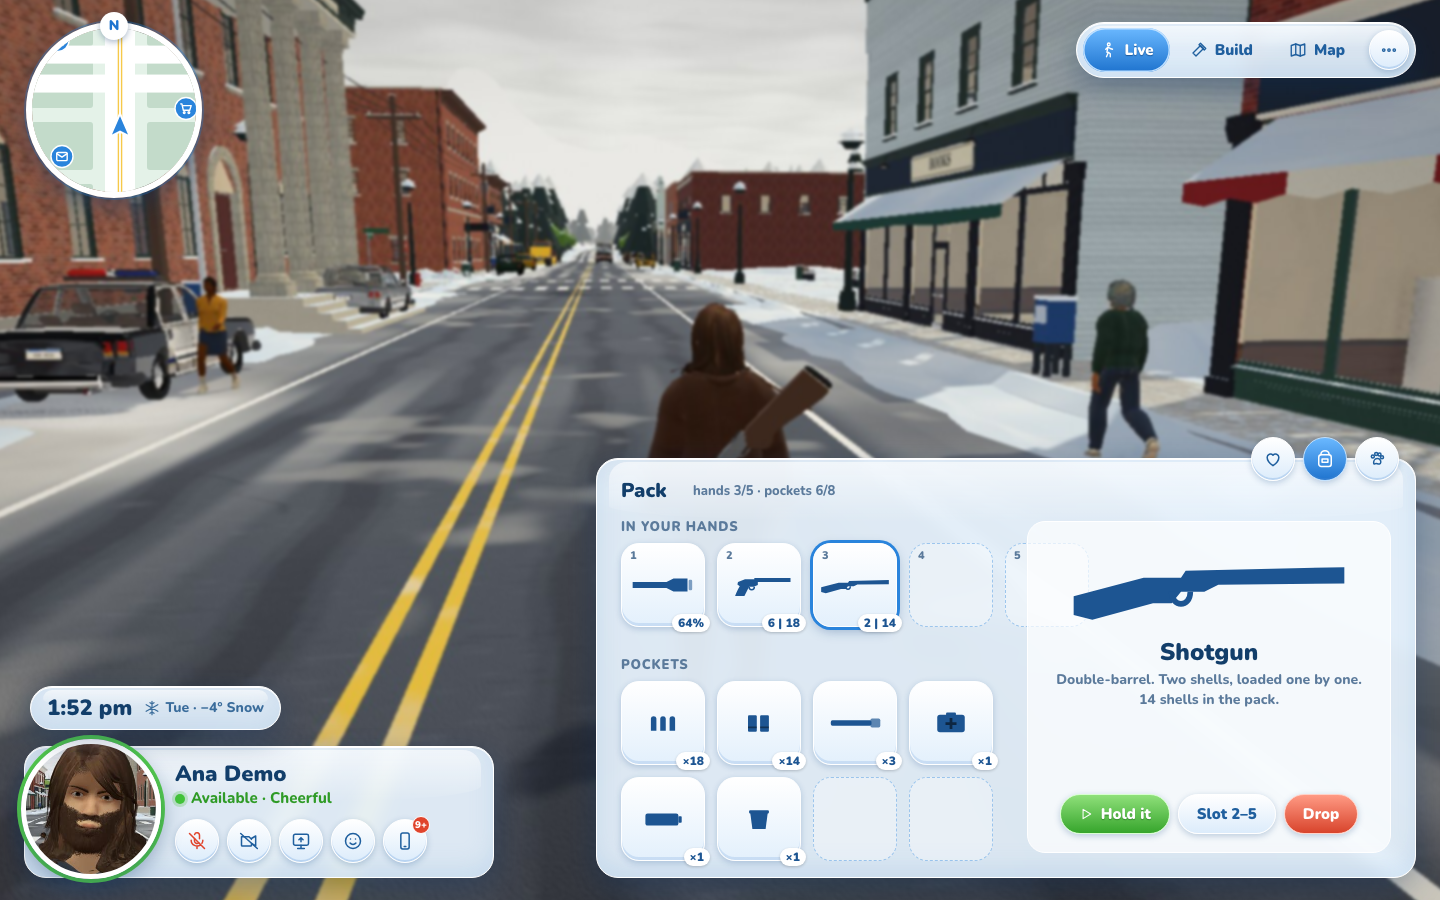 N
Live
Build
Map
BOOKS
Pack
hands 3/5 · pockets 6/8
IN YOUR HANDS
1
2
3
4
5
64%
6 | 18
2 | 14
POCKETS
×18
×14
×3
×1
×1
×1
Shotgun
Double-barrel. Two shells, loaded one by one.
14 shells in the pack.
Hold it
Slot 2–5
Drop
1:52 pm
Tue · −4° Snow
Ana Demo
Available · Cheerful
9+